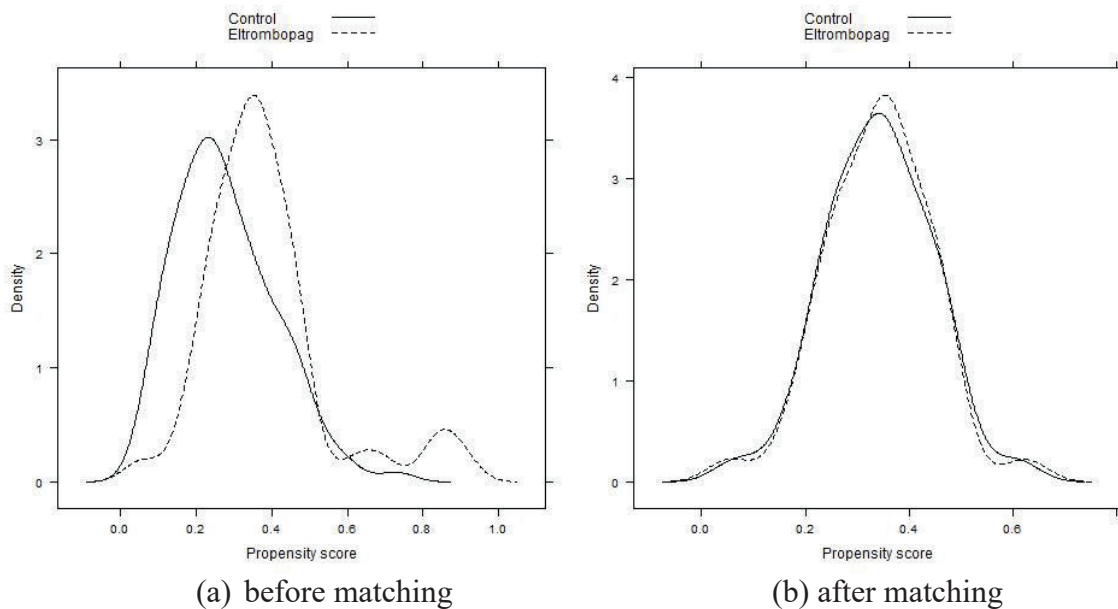 Control
Eltrombopag
3
2
1
0
Density
0.0 0.2 0.4 0.6 0.8 1.0
Propensity score
(a) before matching
Control
Eltrombopag
4
3
2
1
0
Density
0.0 0.2 0.4 0.6
Propensity score
(b) after matching